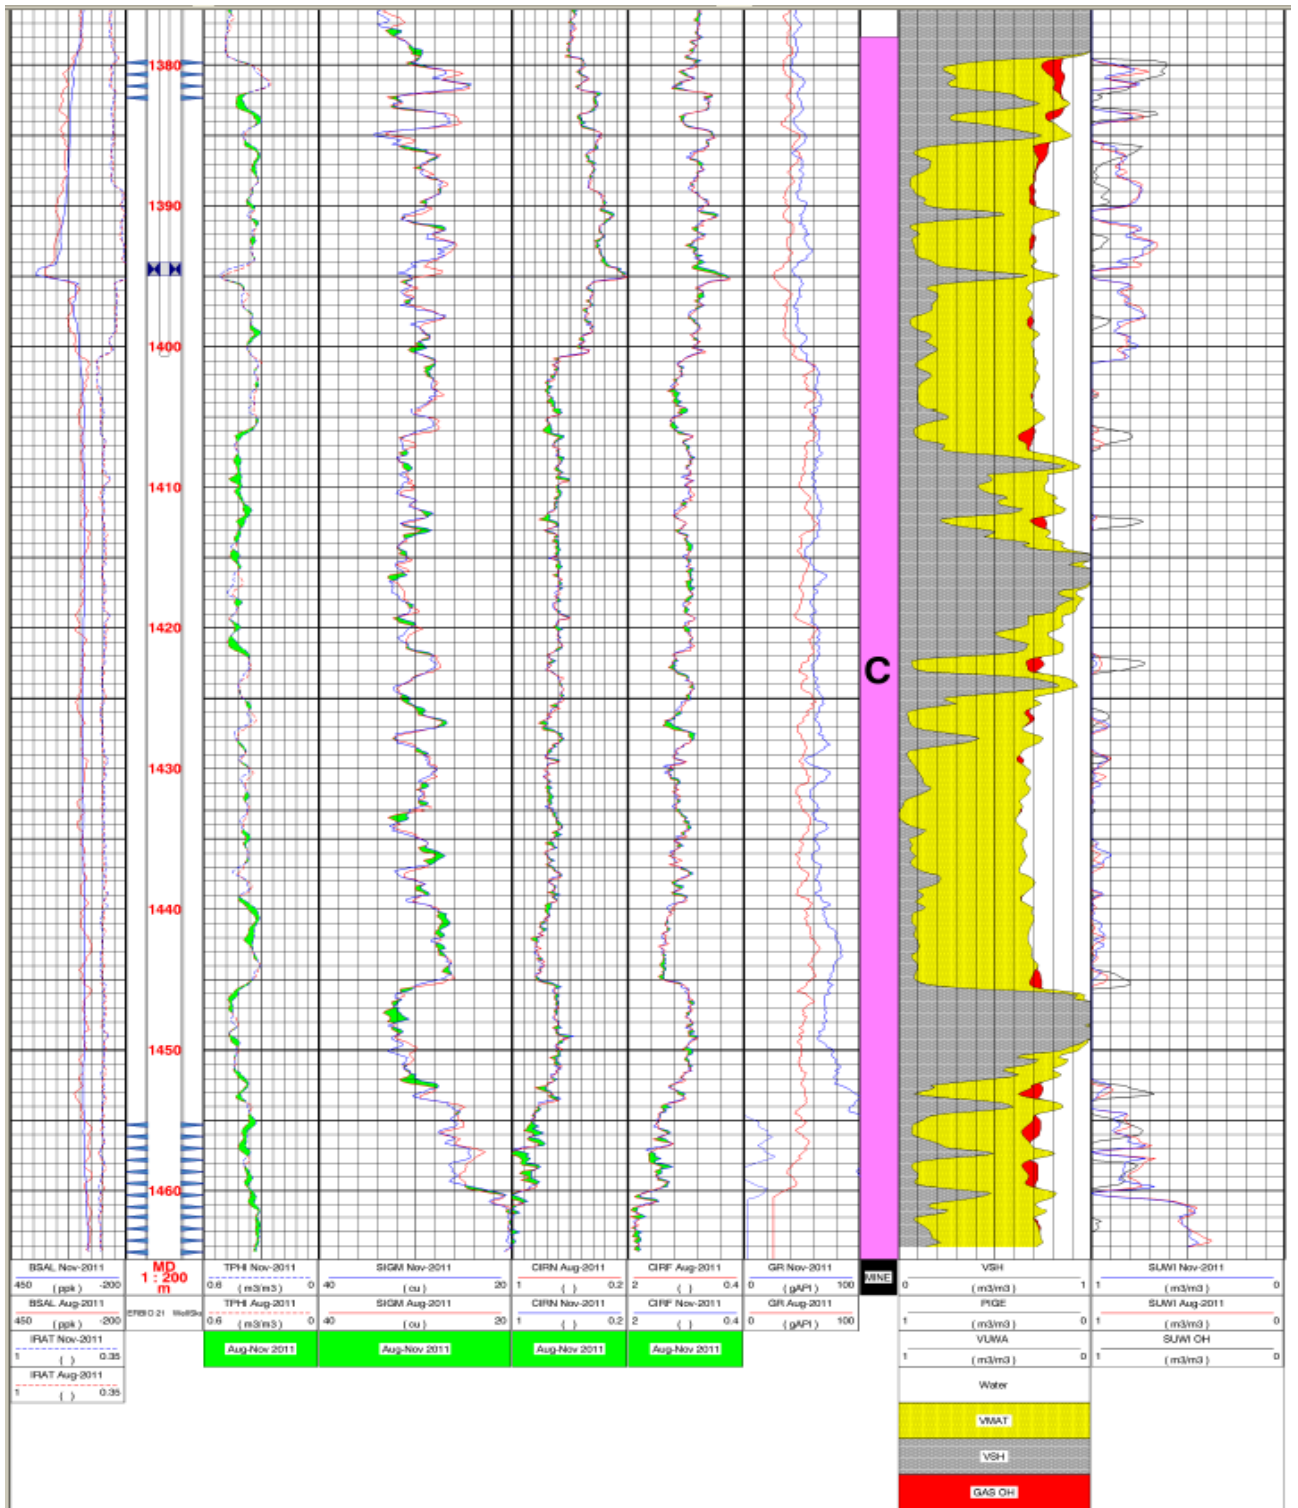 1380
1390
1400
1410
1420
C
1430
1440
1450
1460
BSAL Nov-2011
450 (ppk) -200
BSAL Aug-2011
450 (ppk) -200
IRAT Nov-2011
1 ( ) 0.35
IRAT Aug-2011
1 ( ) 0.35
MD
1 : 200
m
TPHI Nov-2011
0.6 (m3/m3) 0
TPHI Aug-2011
0.6 (m3/m3) 0
Aug-Nov 2011
SIGM Nov-2011
40 (cu) 20
SIGM Aug-2011
40 (cu) 20
Aug-Nov 2011
CIRN Aug-2011
1 ( ) 0.2
CIRN Nov-2011
1 ( ) 0.2
Aug-Nov 2011
CIRF Aug-2011
2 ( ) 0.4
CIRF Nov-2011
2 ( ) 0.4
Aug-Nov 2011
GR Nov-2011
0 (gAPI) 100
GR Aug-2011
0 (gAPI) 100
MINE
VSH
0 (m3/m3) 1
PIGE
1 (m3/m3) 0
VUWA
1 (m3/m3) 0
Water
VMAT
VSH
GAS OH
SUWI Nov-2011
1 (m3/m3) 0
SUWI Aug-2011
1 (m3/m3) 0
SUWI OH
1 (m3/m3) 0